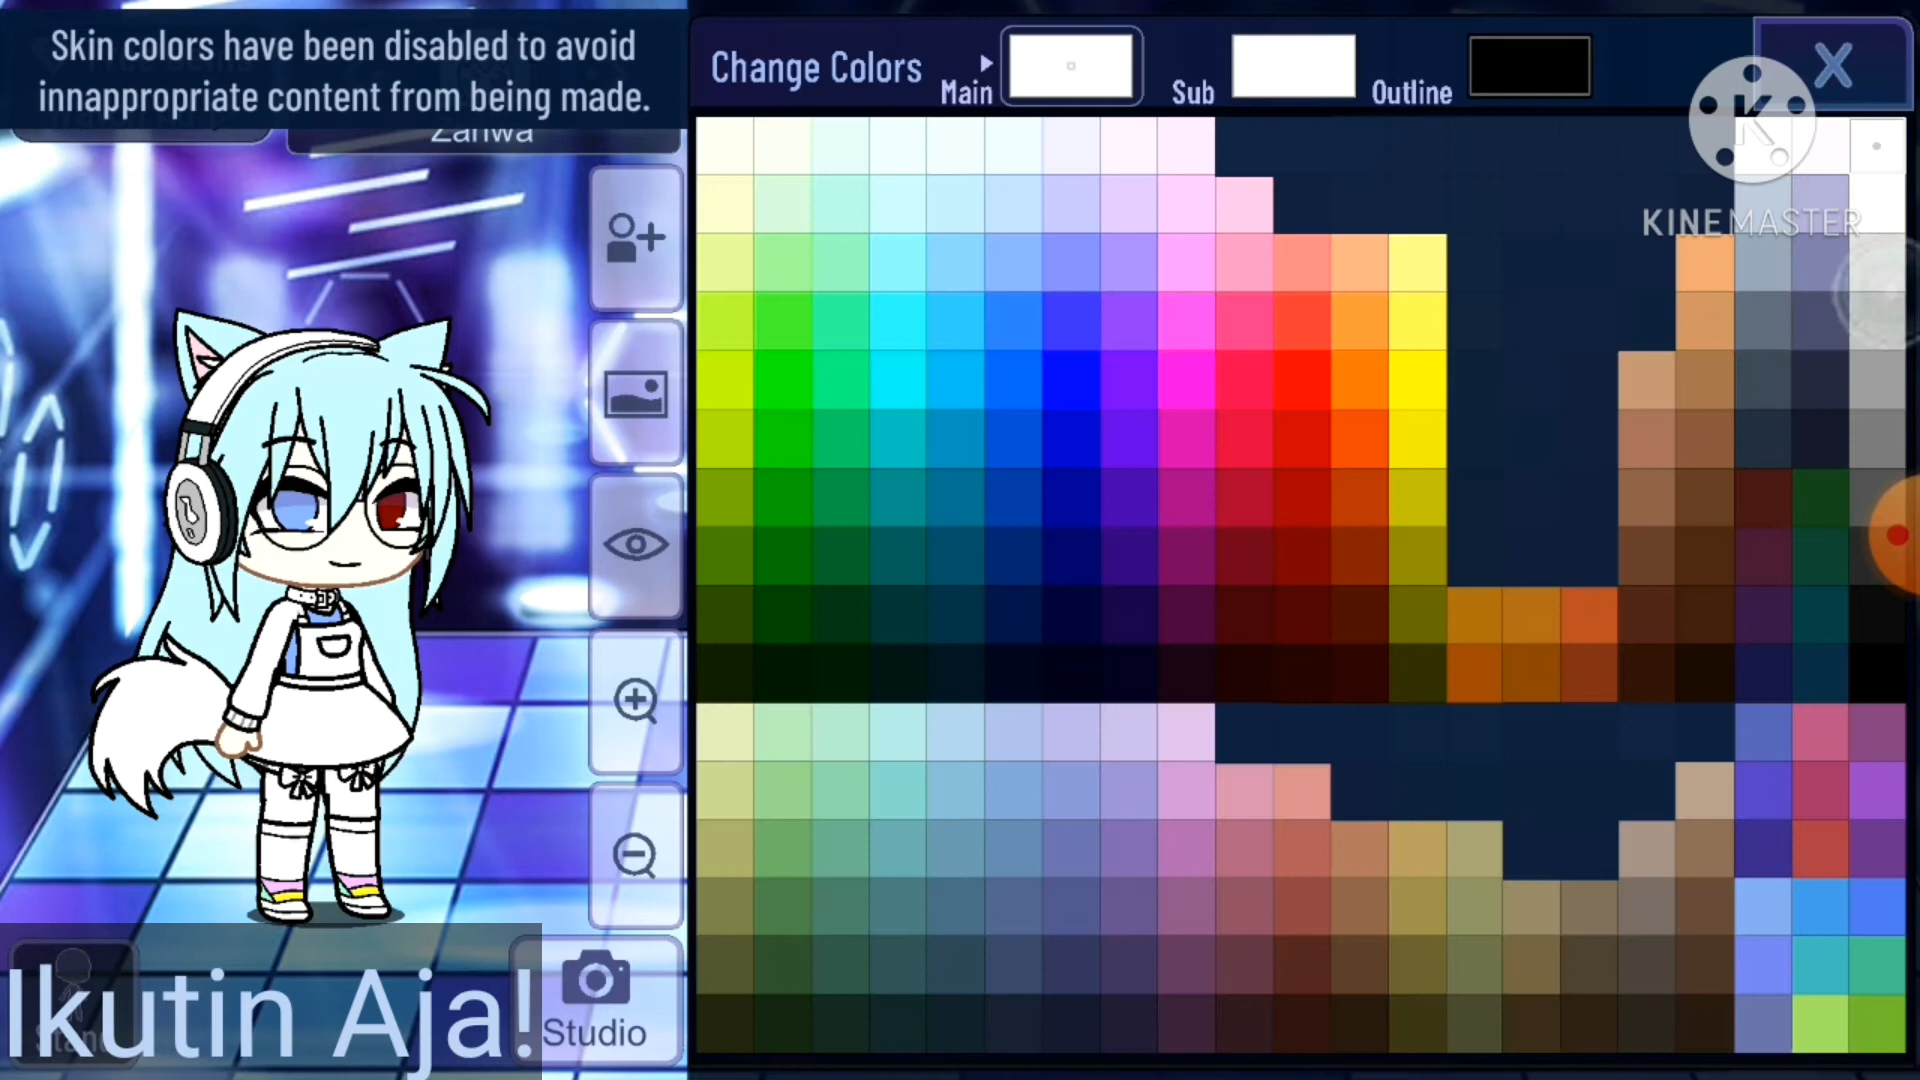 Skin colors have been disabled to avoid
innappropriate content from being made.
Zahwa
Change Colors
Main
Sub
Outline
X
K
KINEMASTER
Studio
Ikutin Aja!